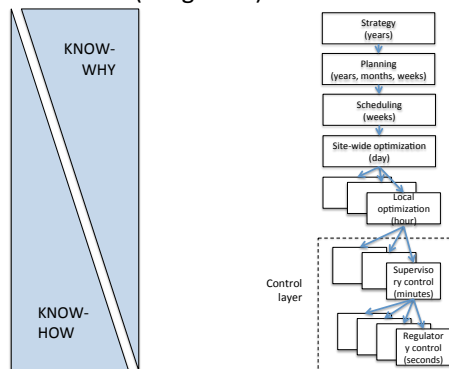 KNOW-
WHY
KNOW-
HOW
Strategy
(years)
Planning
(years, months, weeks)
Scheduling
(weeks)
Site-wide optimization
(day)
Local
optimization
(hour)
Control
layer
Superviso
ry control
(minutes)
Regulator
y control
(seconds)